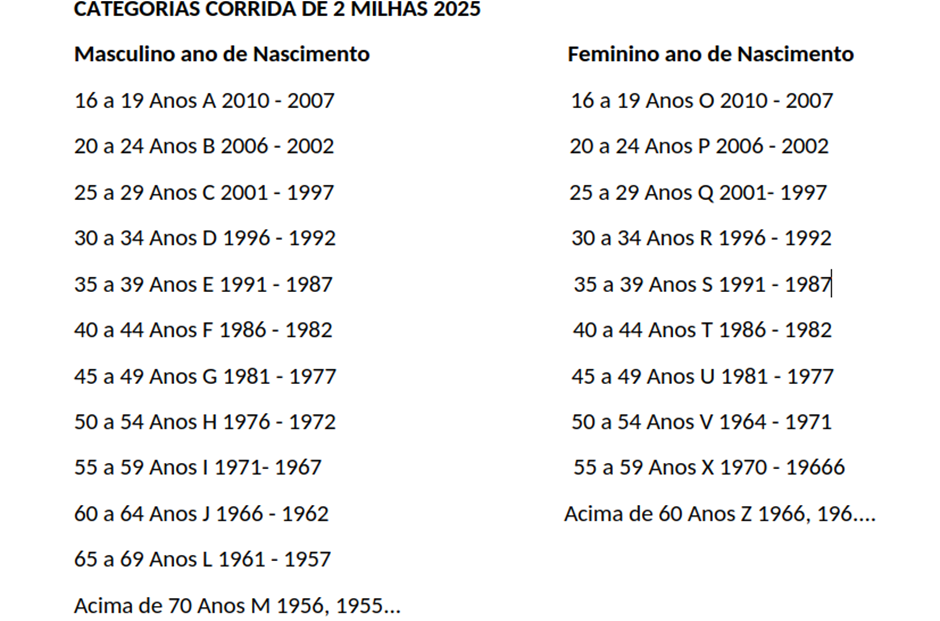 CATEGORIAS CORRIDA DE 2 MILHAS 2025
Masculino ano de Nascimento
16 a 19 Anos A 2010 - 2007
20 a 24 Anos B 2006 - 2002
25 a 29 Anos C 2001 - 1997
30 a 34 Anos D 1996 - 1992
35 a 39 Anos E 1991 - 1987
40 a 44 Anos F 1986 - 1982
45 a 49 Anos G 1981 - 1977
50 a 54 Anos H 1976 - 1972
55 a 59 Anos I 1971- 1967
60 a 64 Anos J 1966 - 1962
65 a 69 Anos L 1961 - 1957
Acima de 70 Anos M 1956, 1955...
Feminino ano de Nascimento
16 a 19 Anos O 2010 - 2007
20 a 24 Anos P 2006 - 2002
25 a 29 Anos Q 2001- 1997
30 a 34 Anos R 1996 - 1992
35 a 39 Anos S 1991 - 1987
40 a 44 Anos T 1986 - 1982
45 a 49 Anos U 1981 - 1977
50 a 54 Anos V 1964 - 1971
55 a 59 Anos X 1970 - 19666
Acima de 60 Anos Z 1966, 196....